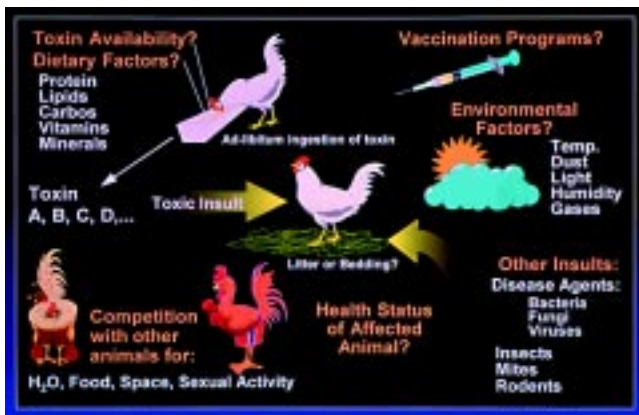 Toxin Availability?
Dietary Factors?
Protein
Lipids
Carbos
Vitamins
Minerals
Ad-libitum ingestion of toxin
Vaccination Programs?
Environmental
Factors?
Temp.
Dust
Light
Humidity
Gases
Toxin
A, B, C, D,...
Toxic Insult
Litter or Bedding?
Other Insults:
Disease Agents:
Bacteria
Fungi
Viruses
Insects
Mites
Rodents
Competition
with other
animals for:
H₂O, Food, Space, Sexual Activity
Health Status
of Affected
Animal?